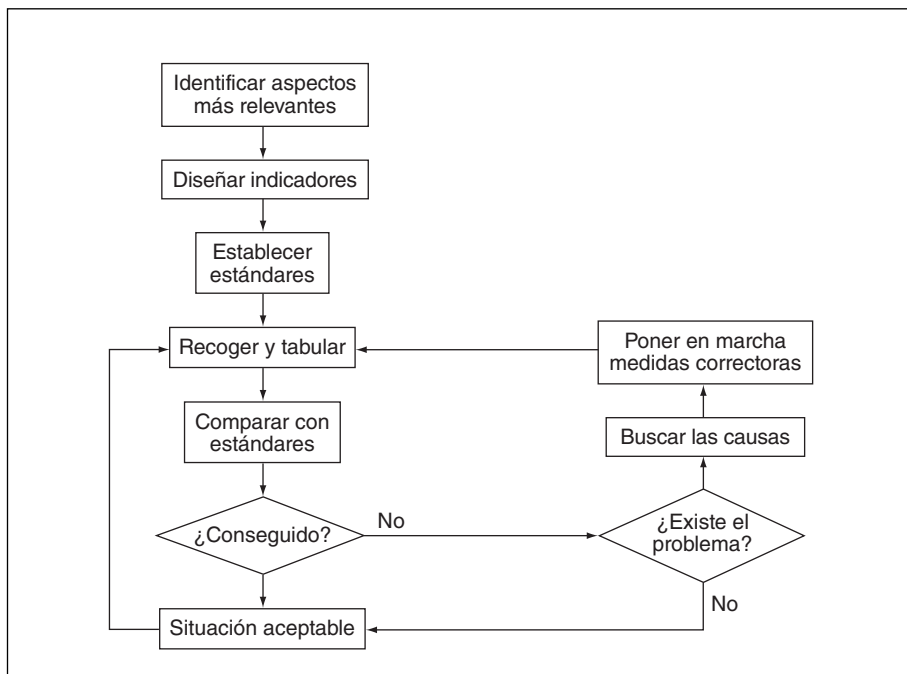 Identificar aspectos
más relevantes
Diseñar indicadores
Establecer
estándares
Recoger y tabular
Poner en marcha
medidas correctoras
Comparar con
estándares
Buscar las causas
¿Conseguido?
No
¿Existe el
problema?
No
Situación aceptable